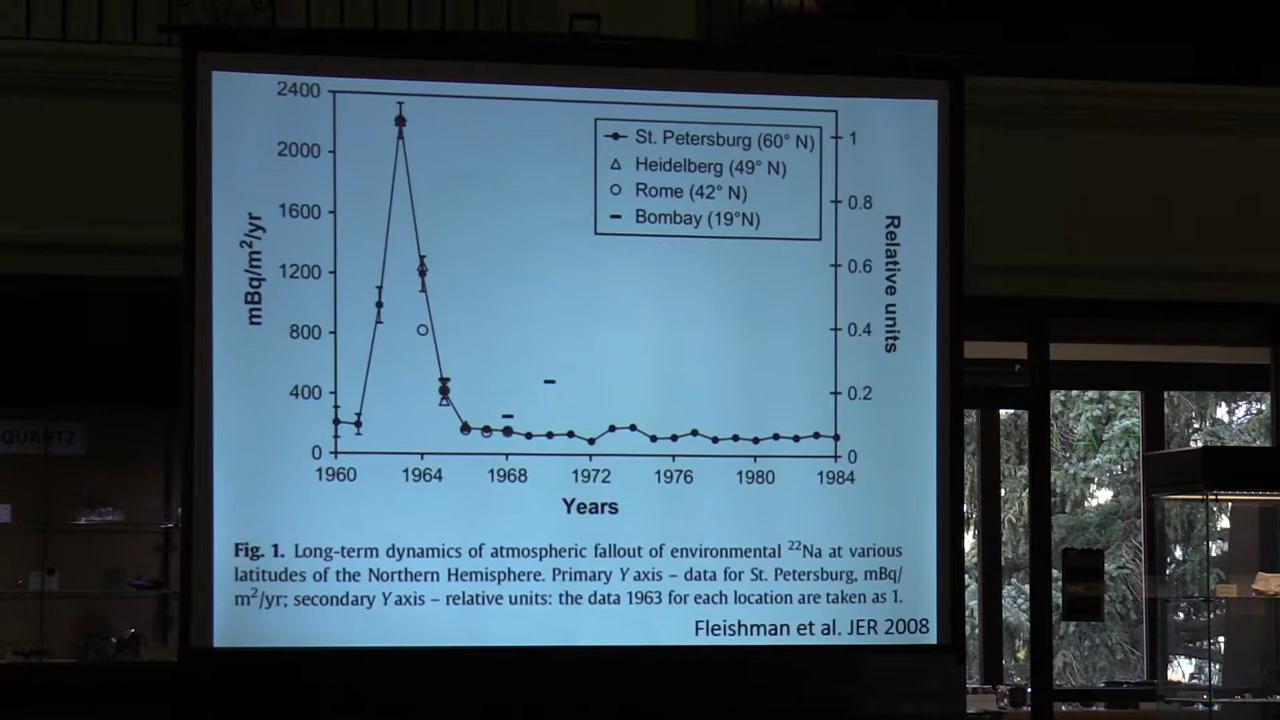 2400
2000
1600
1200
800
400
0
mBq/m²/yr
1960
1964
1968
1972
1976
1980
1984
Years
1
0.8
0.6
0.4
0.2
0
Relative units
St. Petersburg (60° N)
Heidelberg (49° N)
Rome (42° N)
Bombay (19°N)
Fig. 1. Long-term dynamics of atmospheric fallout of environmental ²²Na at various
latitudes of the Northern Hemisphere. Primary Y axis – data for St. Petersburg, mBq/
m²/yr; secondary Y axis – relative units: the data 1963 for each location are taken as 1.
Fleishman et al. JER 2008
QUARTZ